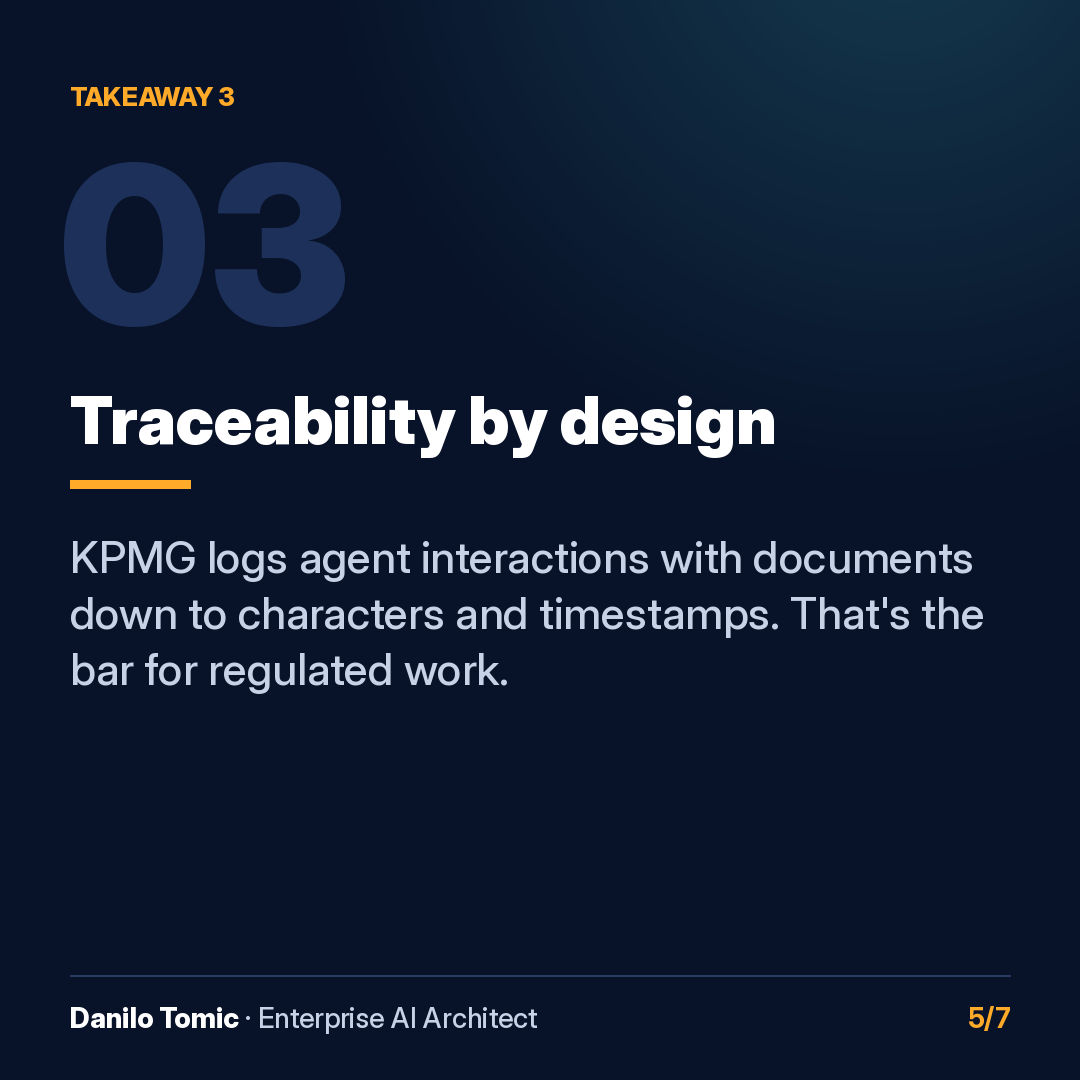 TAKEAWAY 3
03
Traceability by design
KPMG logs agent interactions with documents
down to characters and timestamps. That's the
bar for regulated work.
Danilo Tomic · Enterprise AI Architect
5/7